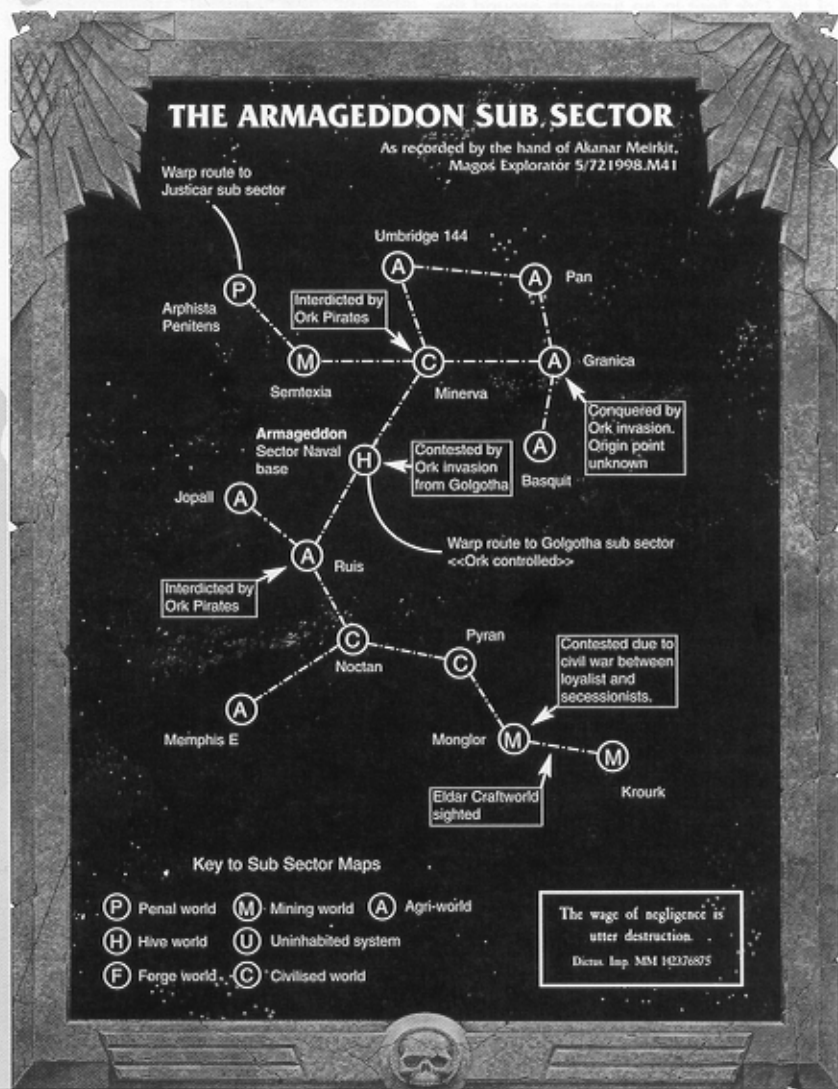 THE ARMAGEDDON SUB SECTOR
As recorded by the hand of Akanar Meirkit,
Magos Explorator 5/721998.M41
Warp route to
Justicar sub sector
Umbridge 144
A
A
Pan
P
Arphista
Penitens
Interdicted by
Ork Pirates
M
Semtexia
C
Minerva
A
Granica
Armageddon
Sector Naval
base
H
Contested by
Ork invasion
from Golgotha
A
Basquit
Conquered by
Ork invasion.
Origin point
unknown
Jopall
A
Warp route to Golgotha sub sector
<<Ork controlled>>
A
Ruis
Interdicted by
Ork Pirates
C
Noctan
Pyran
C
Contested due to
civil war between
loyalist and
secessionists.
A
Memphis E
Monglor
M
M
Krourk
Eldar Craftworld
sighted
Key to Sub Sector Maps
P Penal world M Mining world A Agri-world
H Hive world U Uninhabited system
F Forge world C Civilised world
The wage of negligence is
utter destruction.
Dictus. Imp. MM 102376875